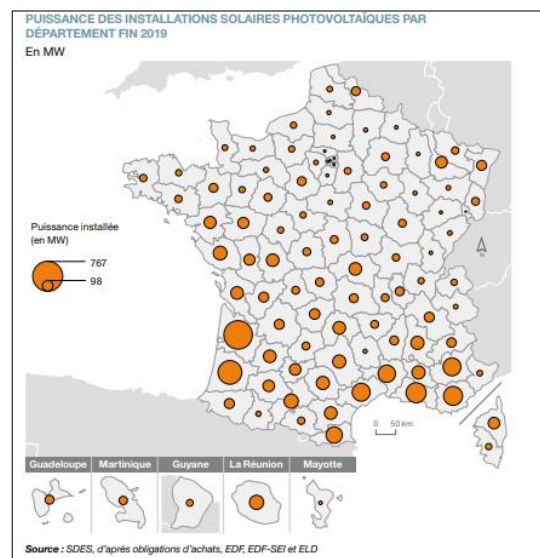 PUISSANCE DES INSTALLATIONS SOLAIRES PHOTOVOLTAÏQUES PAR
DÉPARTEMENT FIN 2019
En MW
Puissance installée
(en MW)
767
98
N
0 50 km
Guadeloupe Martinique Guyane La Réunion Mayotte
Source : SDES, d'après obligations d'achats, EDF, EDF-SEI et ELD